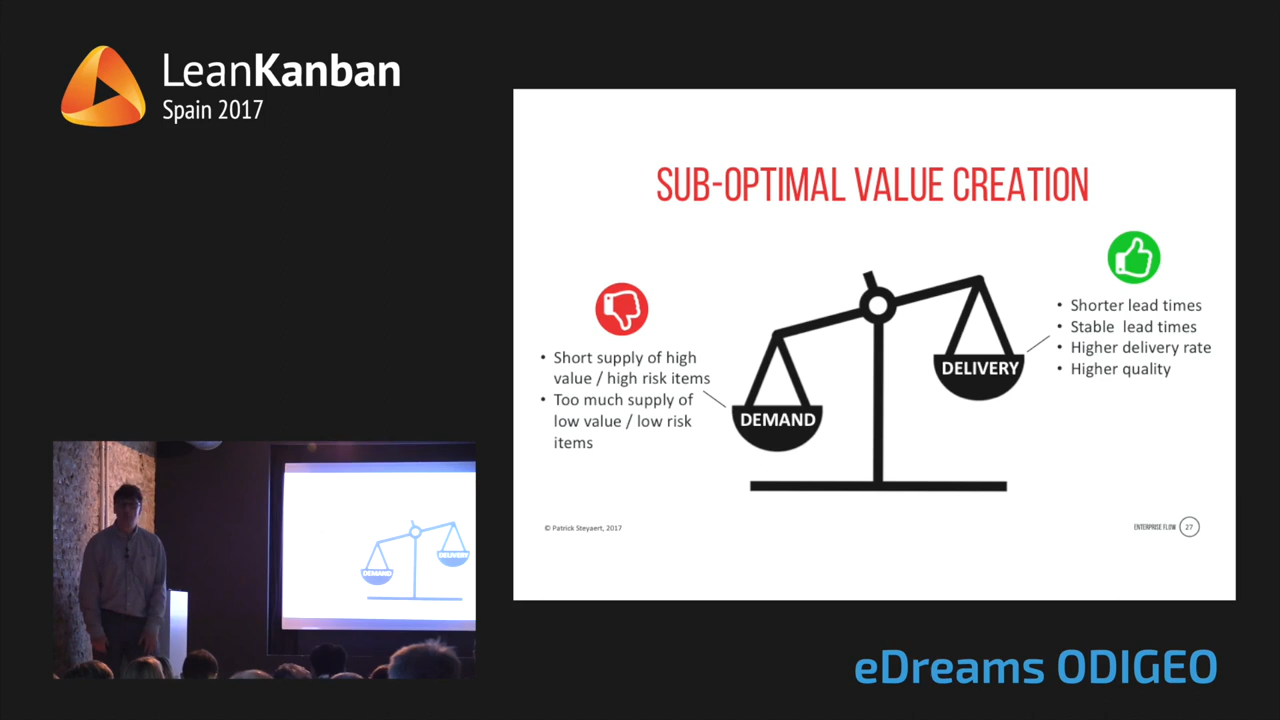 LeanKanban
Spain 2017
SUB-OPTIMAL VALUE CREATION
• Short supply of high
value / high risk items
• Too much supply of
low value / low risk
items
DEMAND
DELIVERY
• Shorter lead times
• Stable lead times
• Higher delivery rate
• Higher quality
© Patrick Steyaert, 2017
ENTERPRISE FLOW 27
DEMAND
DELIVERY
eDreams ODIGEO